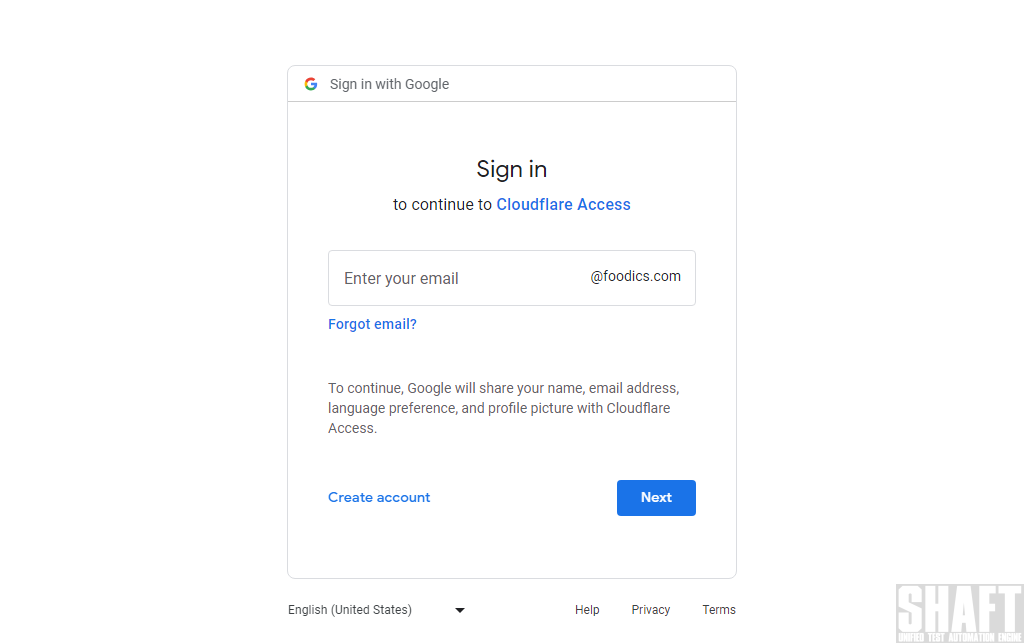 Sign in with Google
Sign in
to continue to Cloudflare Access
Enter your email
@foodics.com
Forgot email?
To continue, Google will share your name, email address,
language preference, and profile picture with Cloudflare
Access.
Create account
Next
English (United States)
Help
Privacy
Terms
SHAFT
UNIFIED TEST AUTOMATION ENGINE